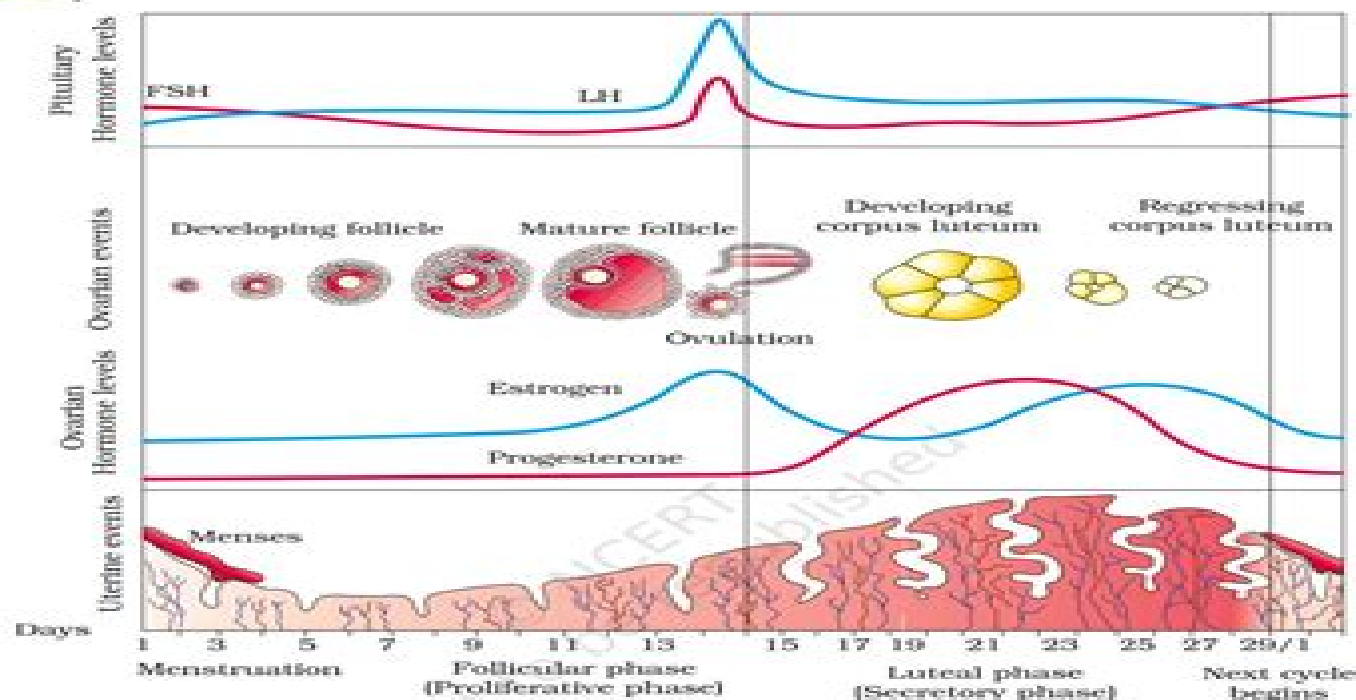 Pituitary
Hormone levels
FSH
LH
Ovarian events
Developing follicle
Mature follicle
Developing
corpus luteum
Regressing
corpus luteum
Ovulation
Ovarian
Hormone levels
Estrogen
Progesterone
Uterine events
Menses
NCERT
published
Days
1 3 5 7 9 11 13 15 17 19 21 23 25 27 29/1
Menstruation
Follicular phase
(Proliferative phase)
Luteal phase
(Secretory phase)
Next cycle
begins